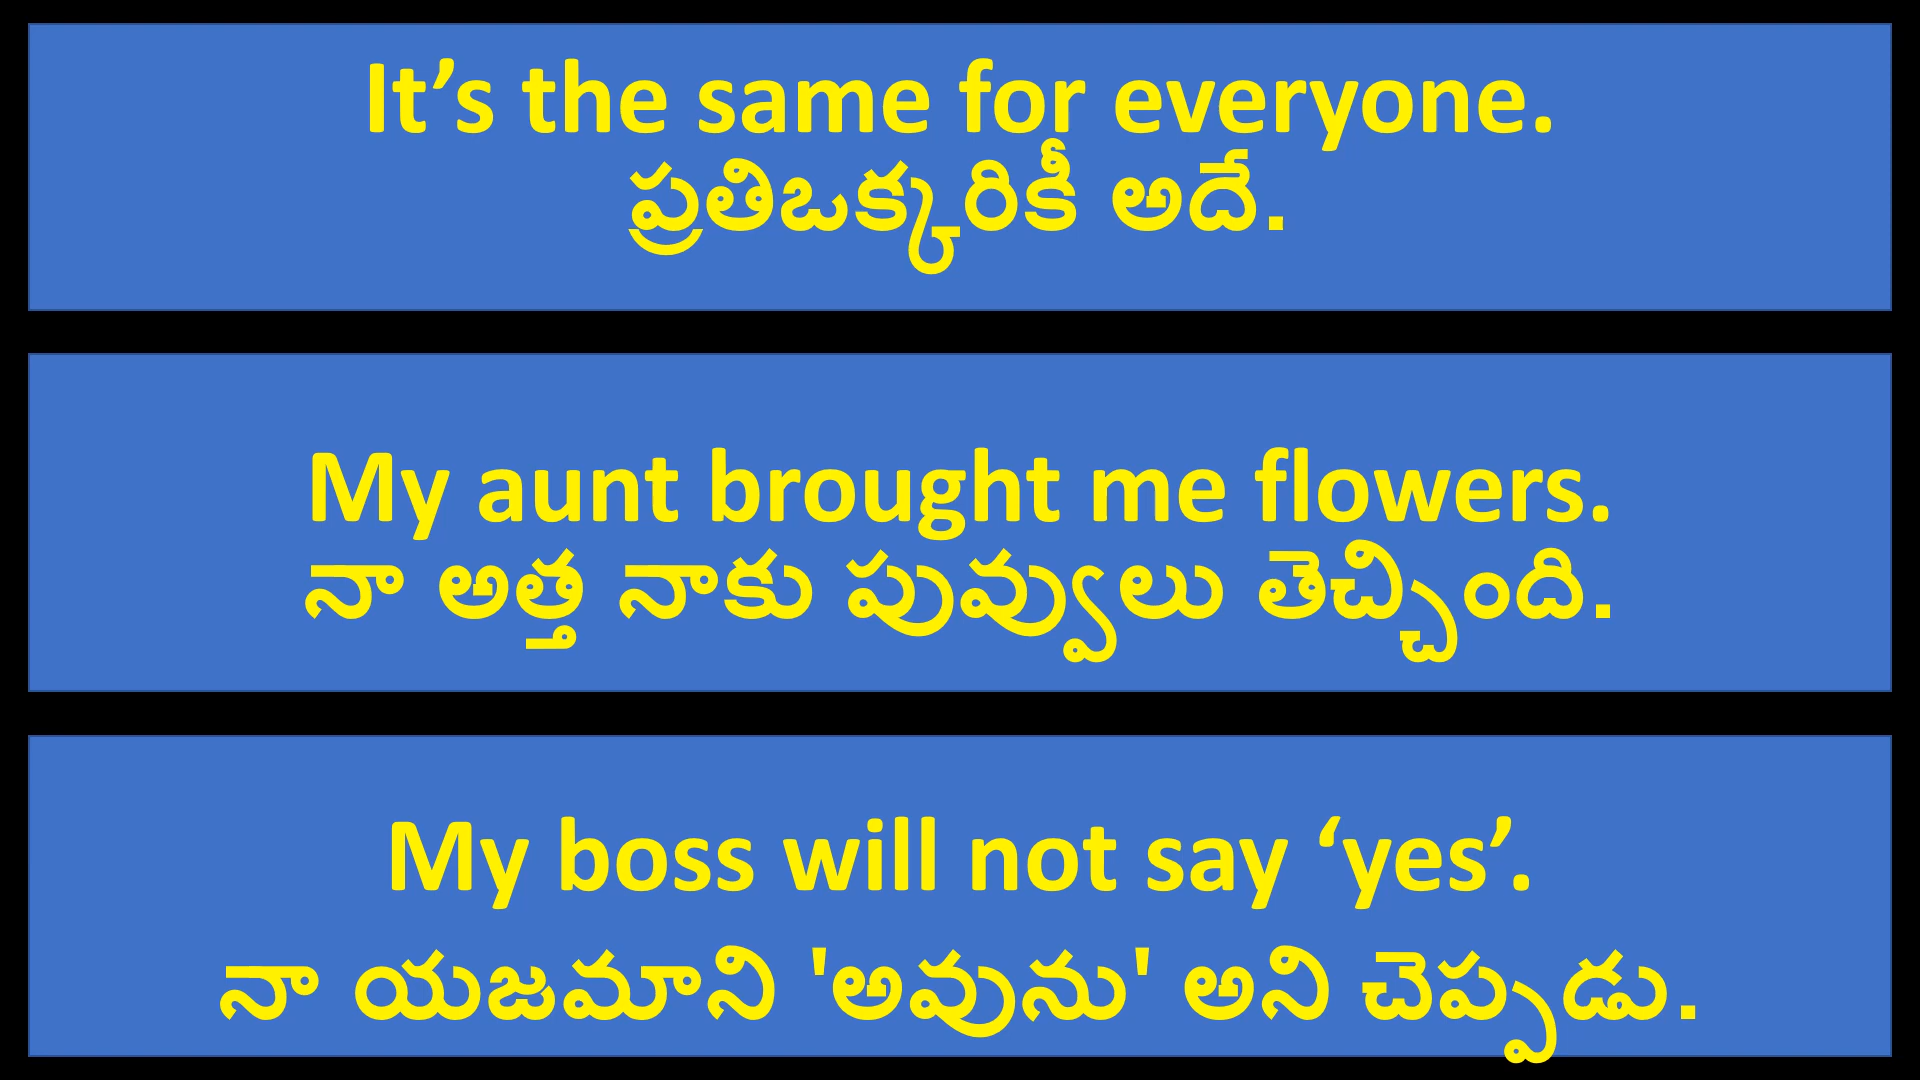 It’s the same for everyone.
ప్రతిఒక్కరికీ అదే.
My aunt brought me flowers.
నా అత్త నాకు పువ్వులు తెచ్చింది.
My boss will not say ‘yes’.
నా యజమాని 'అవును' అని చెప్పడు.